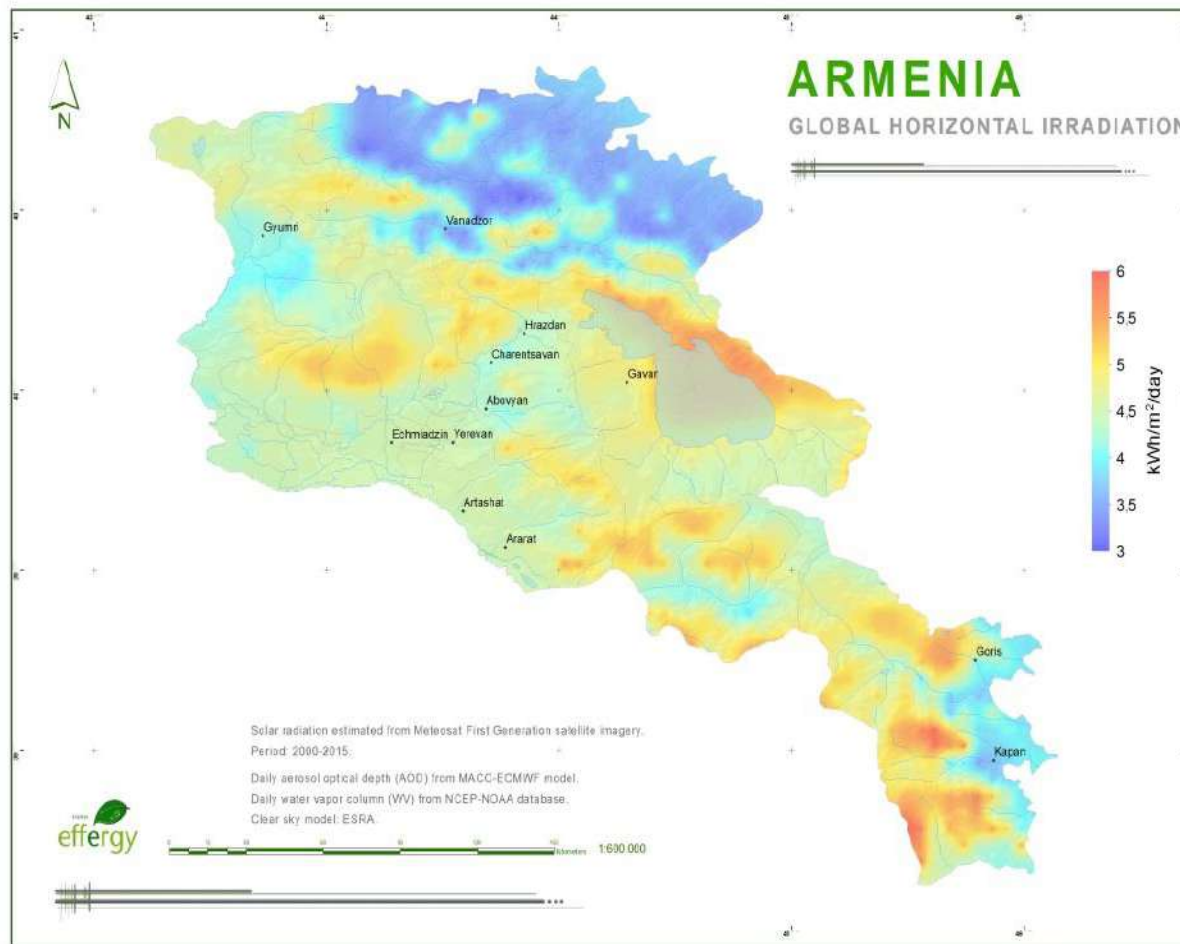 ARMENIA
GLOBAL HORIZONTAL IRRADIATION
N
Gyumri
Vanadzor
Hrazdan
Charentsavan
Gavar
Abovyan
Echmiadzin
Yerevan
Artashat
Ararat
Goris
Kapan
6
5.5
5
4.5
4
3.5
3
kWh/m²/day
Solar radiation estimated from Meteosat First Generation satellite imagery.
Period: 2000-2015.
Daily aerosol optical depth (AOD) from MACC-ECMWF model.
Daily water vapor column (WV) from NCEP-NOAA database.
Clear sky model: ESRA.
effergy
Kilometers
1:600 000